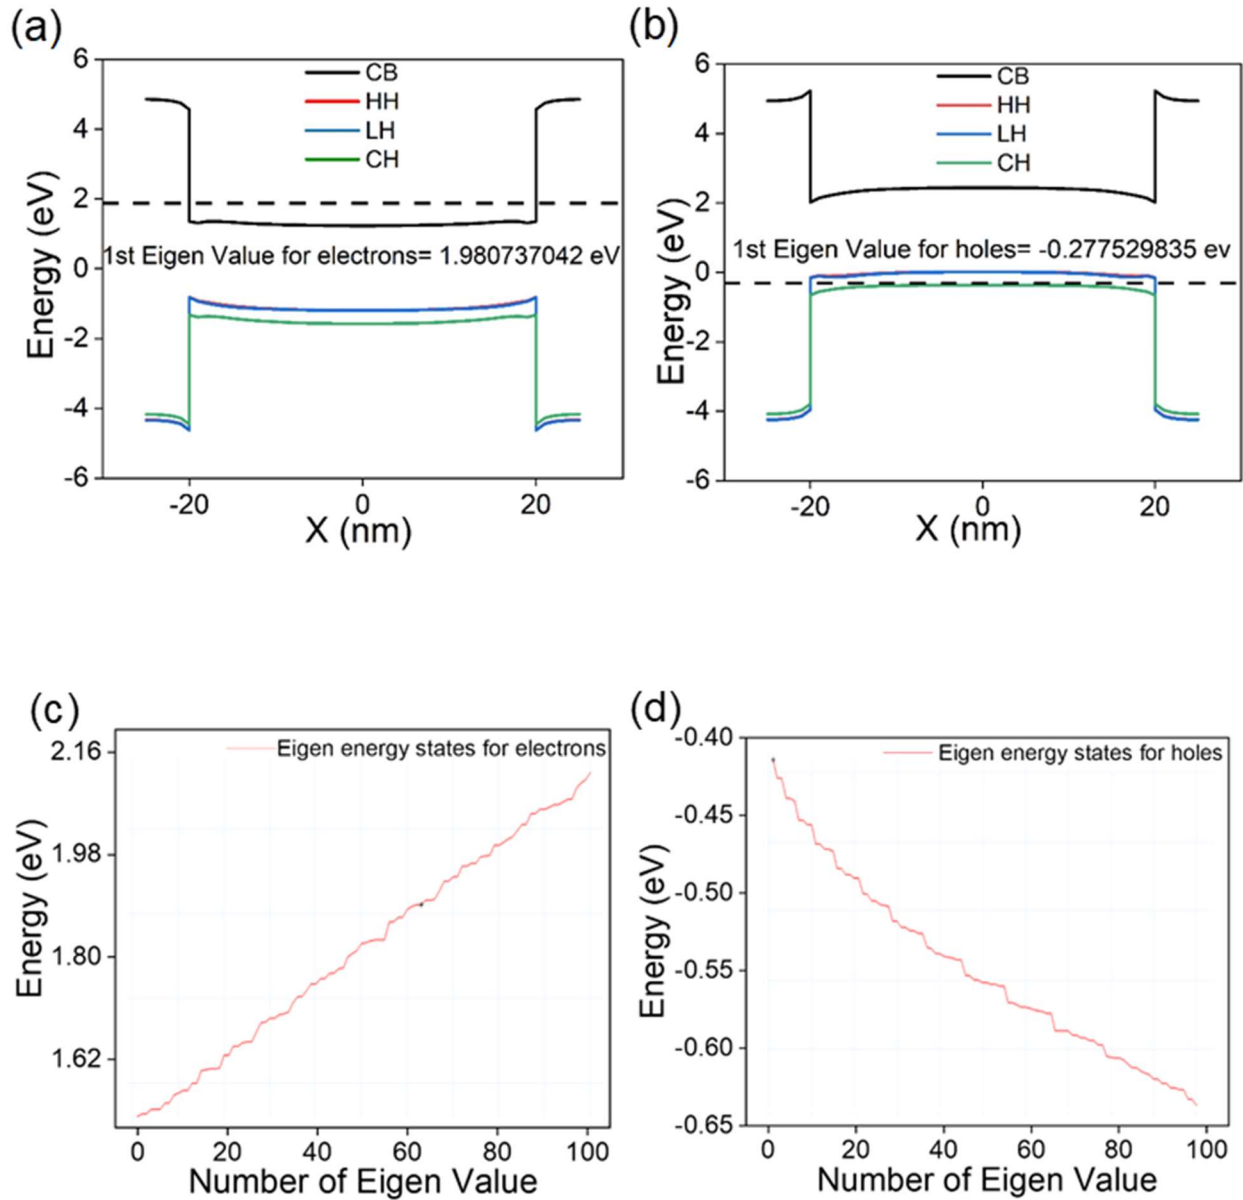 (a)
6
4
2
0
-2
-4
-6
Energy (eV)
CB
HH
LH
CH
1st Eigen Value for electrons= 1.980737042 eV
-20 0 20
X (nm)
(b)
6
4
2
0
-2
-4
-6
Energy (eV)
CB
HH
LH
CH
1st Eigen Value for holes= -0.277529835 ev
-20 0 20
X (nm)
(c)
2.16
1.98
1.80
1.62
Energy (eV)
Eigen energy states for electrons
0 20 40 60 80 100
Number of Eigen Value
(d)
-0.40
-0.45
-0.50
-0.55
-0.60
-0.65
Energy (eV)
Eigen energy states for holes
0 20 40 60 80 100
Number of Eigen Value